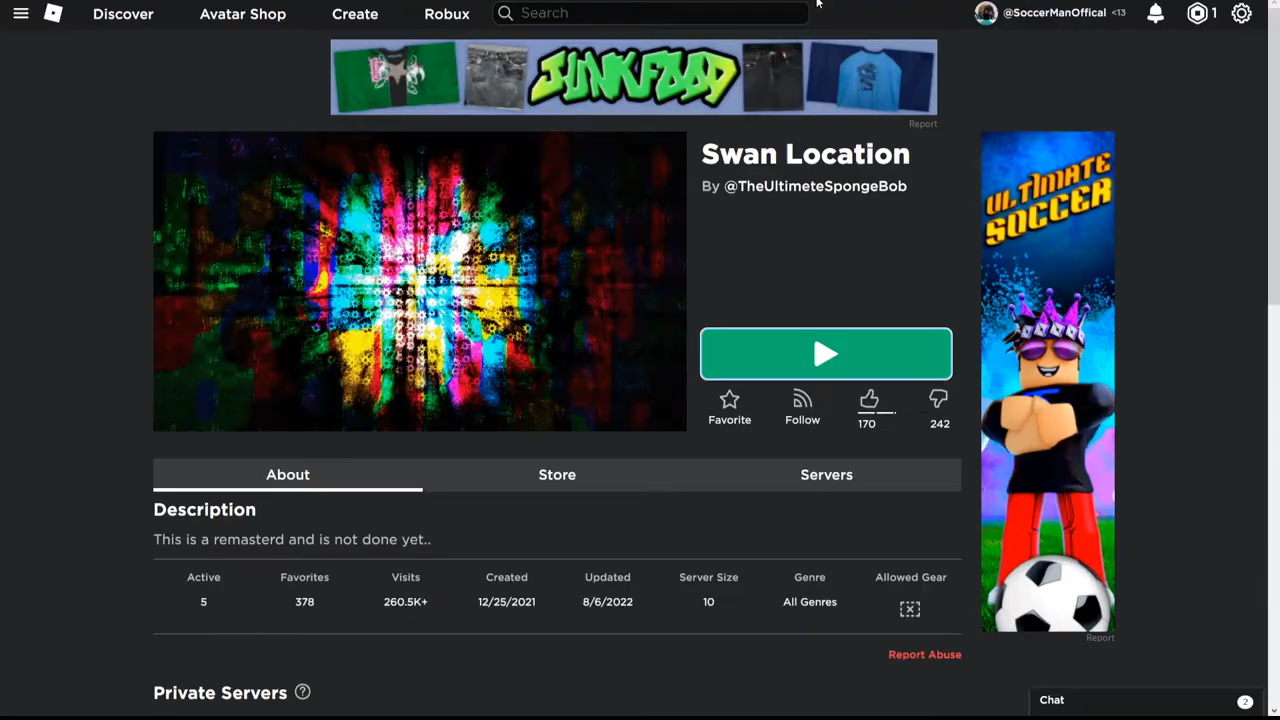 Discover
Avatar Shop
Create
Robux
Search
@SoccerManOffical <13
1
JUNKFOOD
Report
Swan Location
By @TheUltimeteSpongeBob
ULTIMATE
SOCCER
Favorite
Follow
170
242
About
Store
Servers
Description
This is a remasterd and is not done yet..
Active
Favorites
Visits
Created
Updated
Server Size
Genre
Allowed Gear
5
378
260.5K+
12/25/2021
8/6/2022
10
All Genres
Report
Report Abuse
Private Servers ?
Chat
2